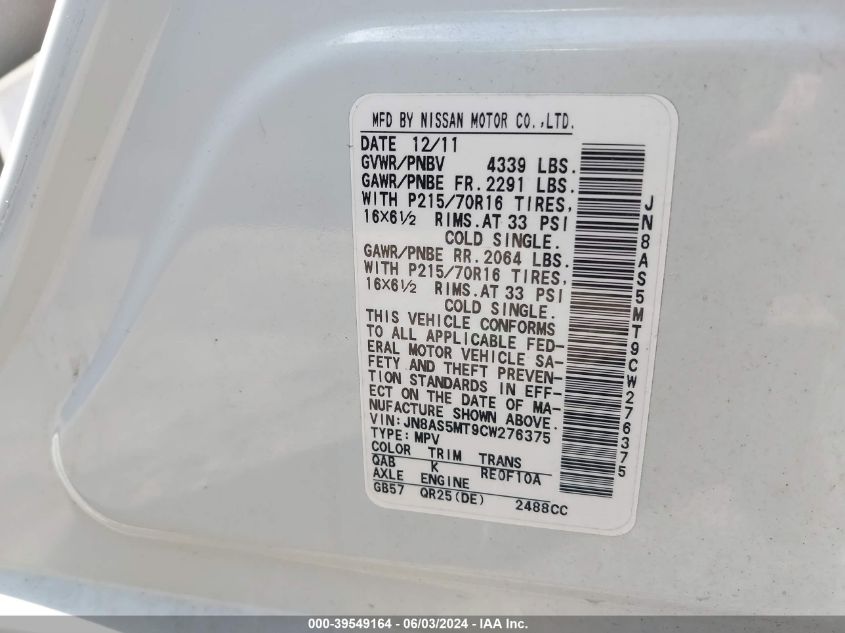 MFD BY NISSAN MOTOR CO.,LTD.
DATE 12/11
GVWR/PNBV 4339 LBS.
GAWR/PNBE FR.2291 LBS.
WITH P215/70R16 TIRES,
16X6½ RIMS.AT 33 PSI
COLD SINGLE.
GAWR/PNBE RR.2064 LBS.
WITH P215/70R16 TIRES,
16X6½ RIMS.AT 33 PSI
COLD SINGLE.
THIS VEHICLE CONFORMS
TO ALL APPLICABLE FED-
ERAL MOTOR VEHICLE SA-
FETY AND THEFT PREVEN-
TION STANDARDS IN EFF-
ECT ON THE DATE OF MA-
NUFACTURE SHOWN ABOVE.
VIN:JN8AS5MT9CW276375
TYPE:MPV
COLOR TRIM TRANS
QAB K RE0F10A
AXLE ENGINE
GB57 QR25(DE) 2488CC
JN8AS5MT9CW276375
000-39549164 - 06/03/2024 - IAA Inc.